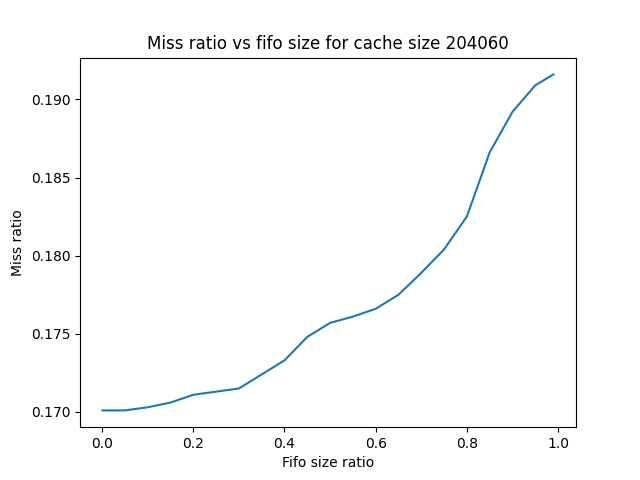 Miss ratio vs fifo size for cache size 204060
0.190
0.185
0.180
0.175
0.170
Miss ratio
0.0 0.2 0.4 0.6 0.8 1.0
Fifo size ratio